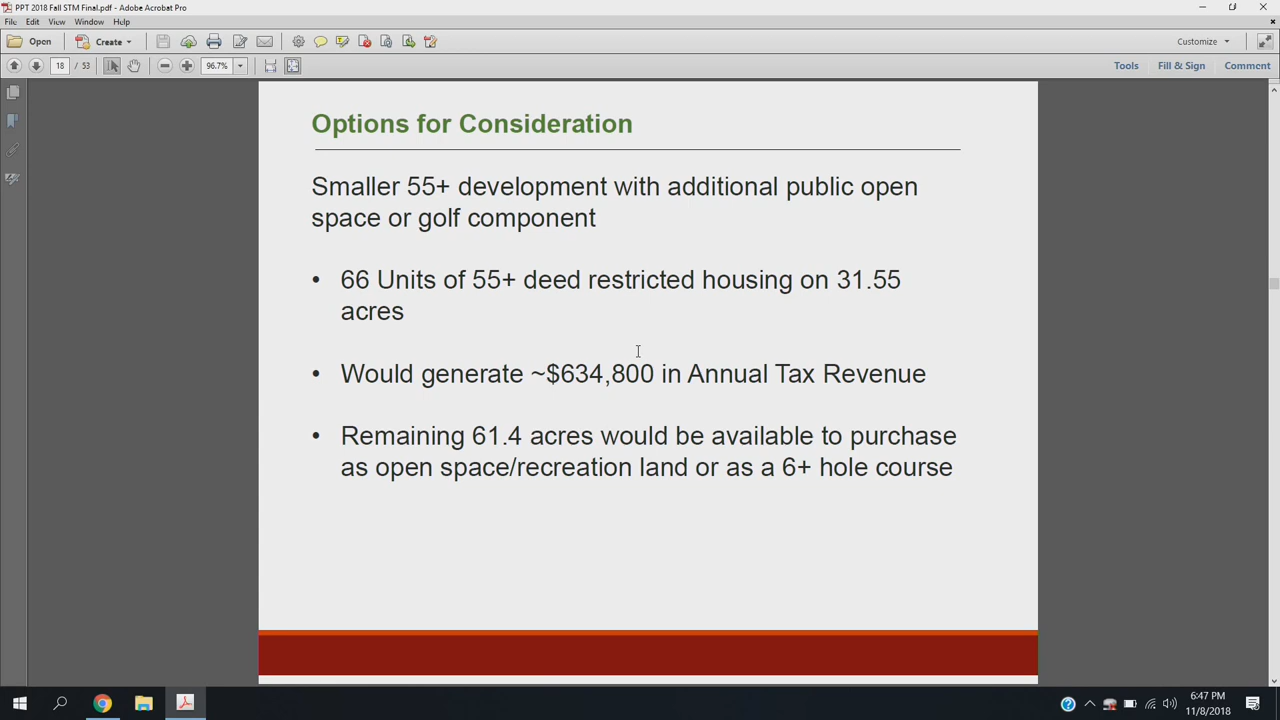 PPT 2018 Fall STM Final.pdf - Adobe Acrobat Pro
File Edit View Window Help
Open Create Customize
18 / 53 96.7% Tools Fill & Sign Comment
Options for Consideration
Smaller 55+ development with additional public open
space or golf component
• 66 Units of 55+ deed restricted housing on 31.55
acres
• Would generate ~$634,800 in Annual Tax Revenue
• Remaining 61.4 acres would be available to purchase
as open space/recreation land or as a 6+ hole course
6:47 PM
11/8/2018